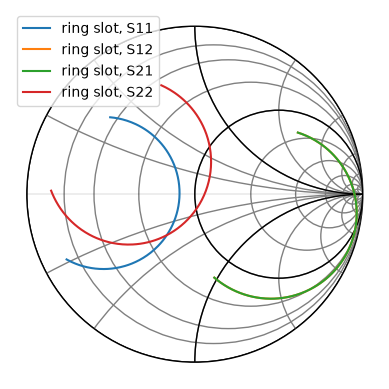 ring slot, S11
ring slot, S12
ring slot, S21
ring slot, S22